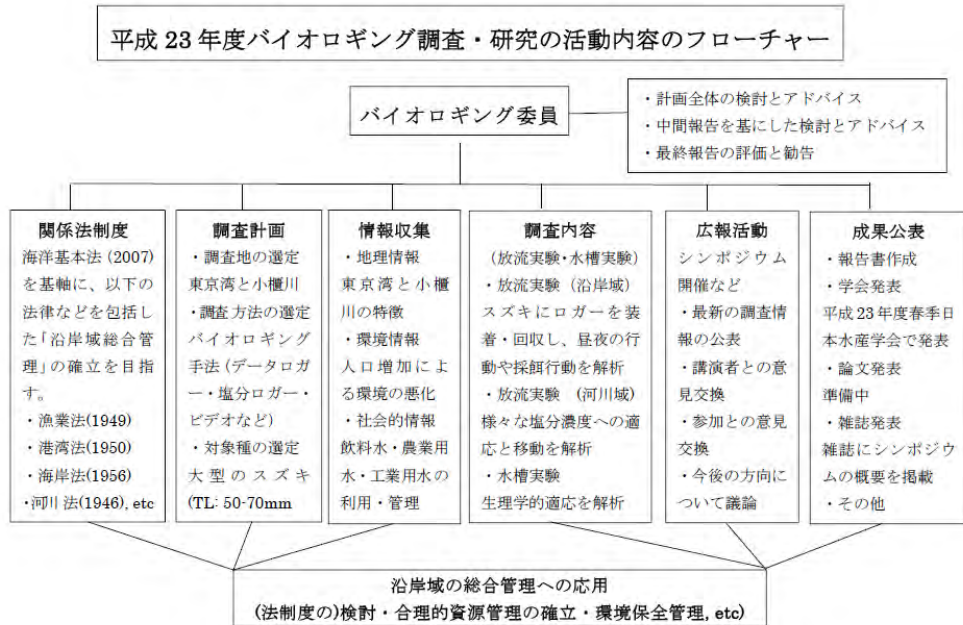 平成 23 年度バイオロギング調査・研究の活動内容のフローチャー
バイオロギング委員
・計画全体の検討とアドバイス
・中間報告を基にした検討とアドバイス
・最終報告の評価と勧告
関係法制度
海洋基本法 (2007)
を基軸に、以下の
法律などを包括し
た「沿岸域総合管
理」の確立を目指
す。
・漁業法(1949)
・港湾法(1950)
・海岸法(1956)
・河川法(1946), etc
調査計画
・調査地の選定
東京湾と小櫃川
・調査方法の選定
バイオロギング
手法(データロガ
ー・塩分ロガー・
ビデオなど)
・対象種の選定
大型のスズキ
(TL: 50-70mm
情報収集
・地理情報
東京湾と小櫃
川の特徴
・環境情報
人口増加によ
る環境の悪化
・社会的情報
飲料水・農業用
水・工業用水の
利用・管理
調査内容
(放流実験・水槽実験)
・放流実験（沿岸域）
スズキにロガーを装
着・回収し、昼夜の行
動や採餌行動を解析
・放流実験　(河川域)
様々な塩分濃度への適
応と移動を解析
・水槽実験
生理学的適応を解析
広報活動
シンポジウム
開催など
・最新の調査情
報の公表
・講演者との意
見交換
・参加との意見
交換
・今後の方向に
ついて議論
成果公表
・報告書作成
・学会発表
平成 23 年度春季日
本水産学会で発表
・論文発表
準備中
・雑誌発表
雑誌にシンポジウ
ムの概要を掲載
・その他
沿岸域の総合管理への応用
(法制度の)検討・合理的資源管理の確立・環境保全管理, etc)